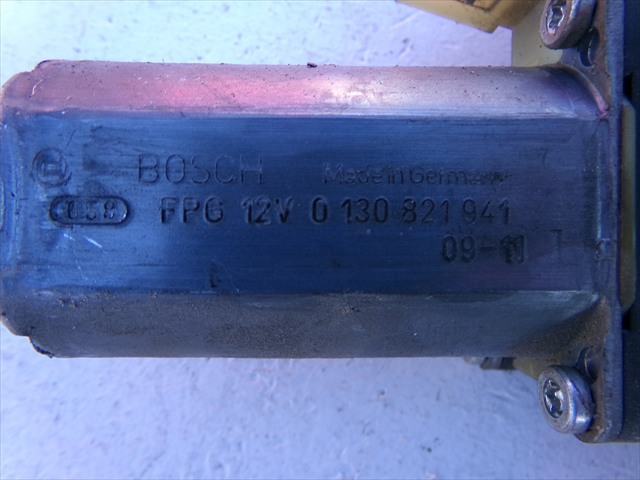 BOSCH Made in Germany
FPG 12V 0 130 821 941
09-11